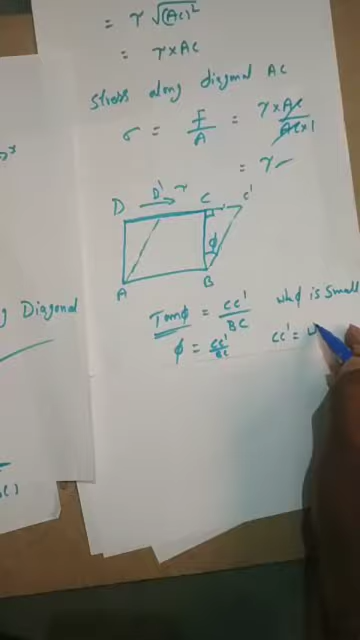 = τ √(AC)²
= τ × AC
Stress along diagonal AC
σ = F/A = τ × AC / AC × 1
= τ
D D' τ C C'
φ
A B
Tanφ = CC'/BC when φ is small
φ = CC'/BC CC' =
g Diagonal